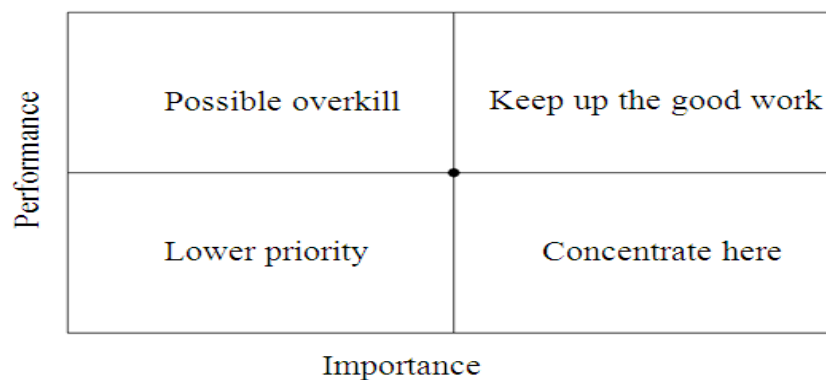 Performance
Possible overkill
Keep up the good work
Lower priority
Concentrate here
Importance